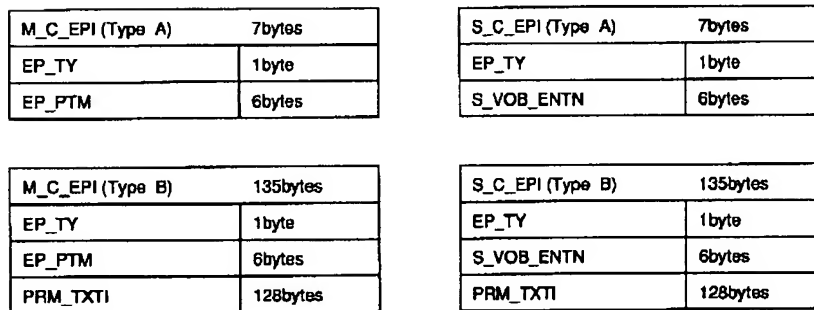 M_C_EPI (Type A) 7bytes
EP_TY 1byte
EP_PTM 6bytes
S_C_EPI (Type A) 7bytes
EP_TY 1byte
S_VOB_ENTN 6bytes
M_C_EPI (Type B) 135bytes
EP_TY 1byte
EP_PTM 6bytes
PRM_TXTI 128bytes
S_C_EPI (Type B) 135bytes
EP_TY 1byte
S_VOB_ENTN 6bytes
PRM_TXTI 128bytes